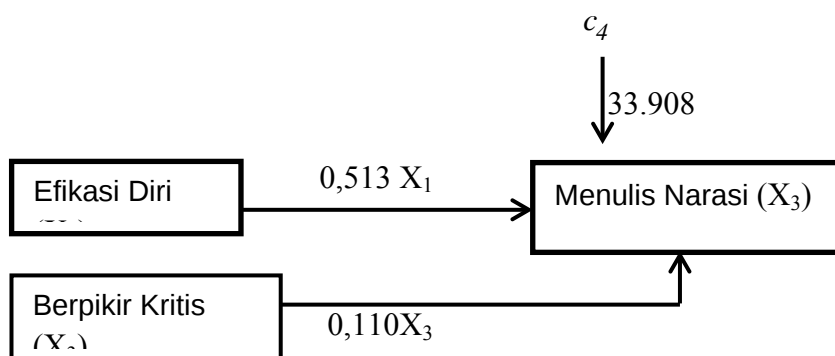 c₄
33.908
0,513 X₁
Efikasi Diri
Menulis Narasi (X₃)
Berpikir Kritis
0,110X₃